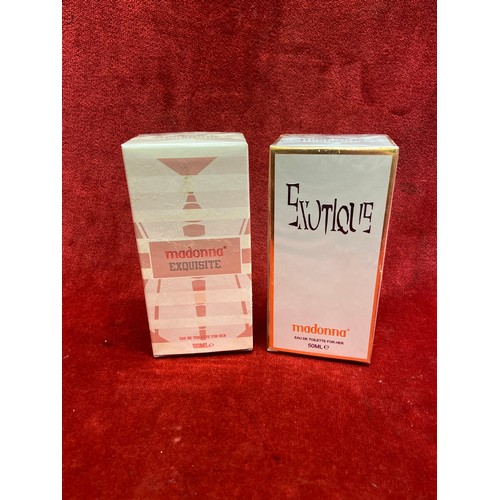 madonna®
EXQUISITE
EAU DE TOILETTE FOR HER
50ML ℮
EXOTIQUE
madonna®
EAU DE TOILETTE FOR HER
50ML ℮